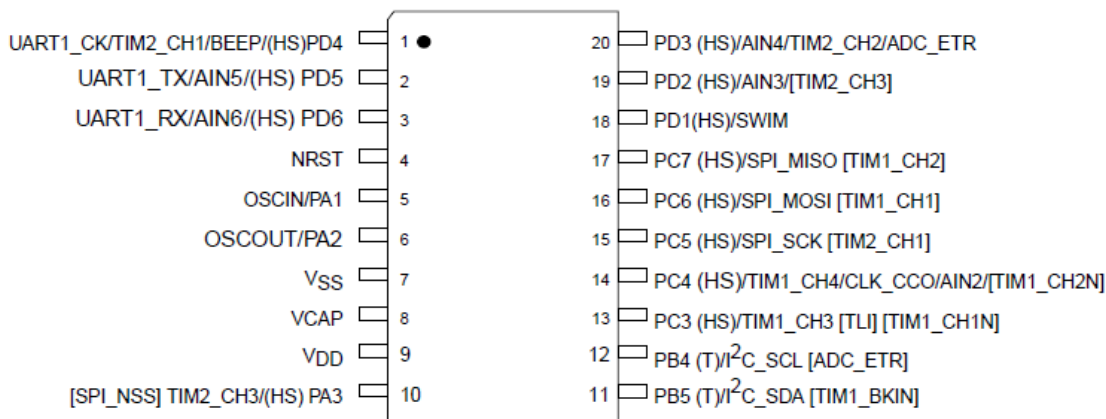 UART1_CK/TIM2_CH1/BEEP/(HS)PD4 1 20 PD3 (HS)/AIN4/TIM2_CH2/ADC_ETR
UART1_TX/AIN5/(HS) PD5 2 19 PD2 (HS)/AIN3/[TIM2_CH3]
UART1_RX/AIN6/(HS) PD6 3 18 PD1(HS)/SWIM
NRST 4 17 PC7 (HS)/SPI_MISO [TIM1_CH2]
OSCIN/PA1 5 16 PC6 (HS)/SPI_MOSI [TIM1_CH1]
OSCOUT/PA2 6 15 PC5 (HS)/SPI_SCK [TIM2_CH1]
VSS 7 14 PC4 (HS)/TIM1_CH4/CLK_CCO/AIN2/[TIM1_CH2N]
VCAP 8 13 PC3 (HS)/TIM1_CH3 [TLI] [TIM1_CH1N]
VDD 9 12 PB4 (T)/I²C_SCL [ADC_ETR]
[SPI_NSS] TIM2_CH3/(HS) PA3 10 11 PB5 (T)/I²C_SDA [TIM1_BKIN]